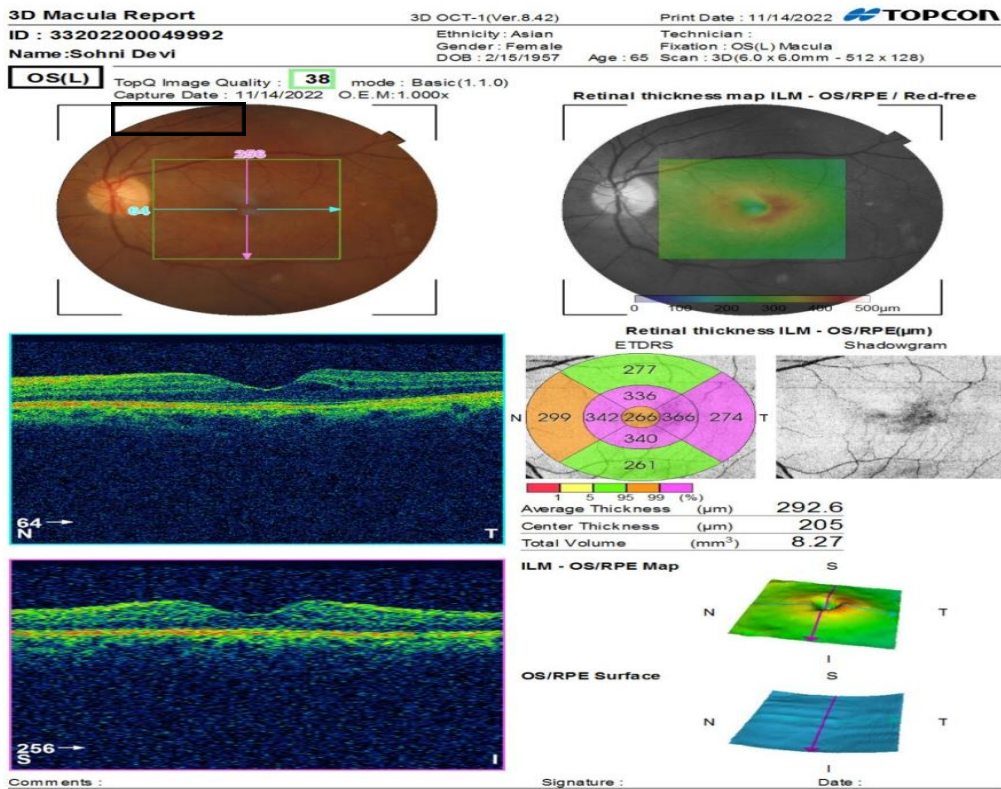 3D Macula Report 3D OCT-1(Ver.8.42) Print Date : 11/14/2022 TOPCON
ID : 33202200049992 Ethnicity : Asian Technician :
Name:Sohni Devi Gender : Female Fixation : OS(L) Macula
DOB : 2/15/1957 Age : 65 Scan : 3D(6.0 x 6.0mm - 512 x 128)
OS(L) TopQ Image Quality : 38 mode : Basic(1.1.0)
Capture Date : 11/14/2022 O.E.M:1.000x
Retinal thickness map ILM - OS/RPE / Red-free
256
64
0 100 200 300 400 500µm
Retinal thickness ILM - OS/RPE(µm)
ETDRS Shadowgram
277
336
N 299 342 266 366 274 T
340
261
1 5 95 99 (%)
Average Thickness (µm) 292.6
Center Thickness (µm) 205
Total Volume (mm³) 8.27
64
N T
ILM - OS/RPE Map S
N T
I
OS/RPE Surface S
N T
I
256
S I
Comments : Signature : Date :